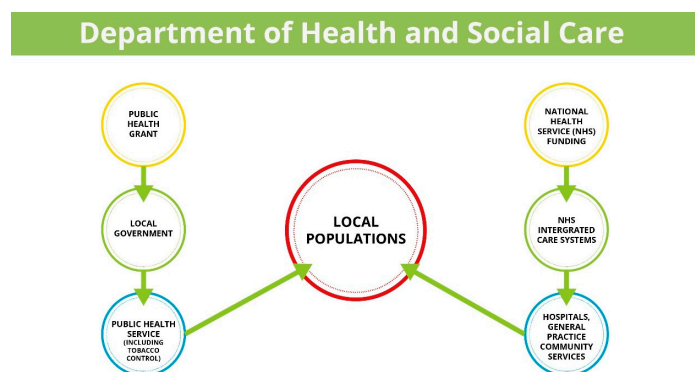 Department of Health and Social Care
PUBLIC
HEALTH
GRANT
NATIONAL
HEALTH
SERVICE (NHS)
FUNDING
LOCAL
GOVERNMENT
LOCAL
POPULATIONS
NHS
INTERGRATED
CARE SYSTEMS
PUBLIC HEALTH
SERVICE
(INCLUDING
TOBACCO
CONTROL)
HOSPITALS,
GENERAL
PRACTICE
COMMUNITY
SERVICES